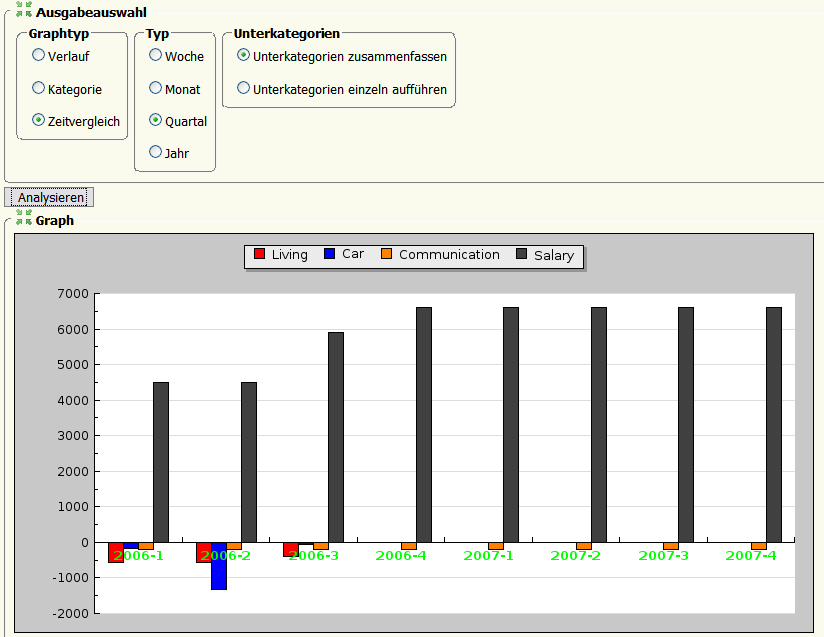 Ausgabeauswahl
Graphtyp Typ Unterkategorien
Verlauf Woche Unterkategorien zusammenfassen
Kategorie Monat Unterkategorien einzeln aufführen
Zeitvergleich Quartal
Jahr
Analysieren
Graph
Living Car Communication Salary
7000
6000
5000
4000
3000
2000
1000
0
2006-1 2006-2 2006-3 2006-4 2007-1 2007-2 2007-3 2007-4
-1000
-2000